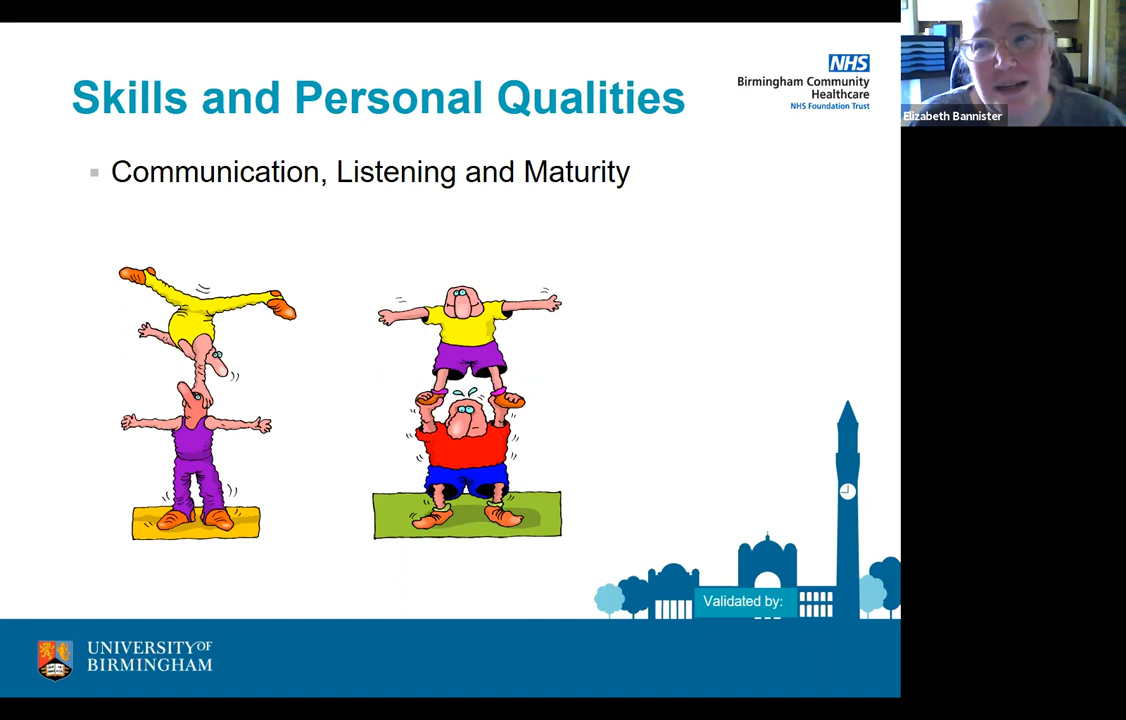 Skills and Personal Qualities
NHS
Birmingham Community
Healthcare
NHS Foundation Trust
Elizabeth Bannister
Communication, Listening and Maturity
Validated by:
UNIVERSITY OF
BIRMINGHAM